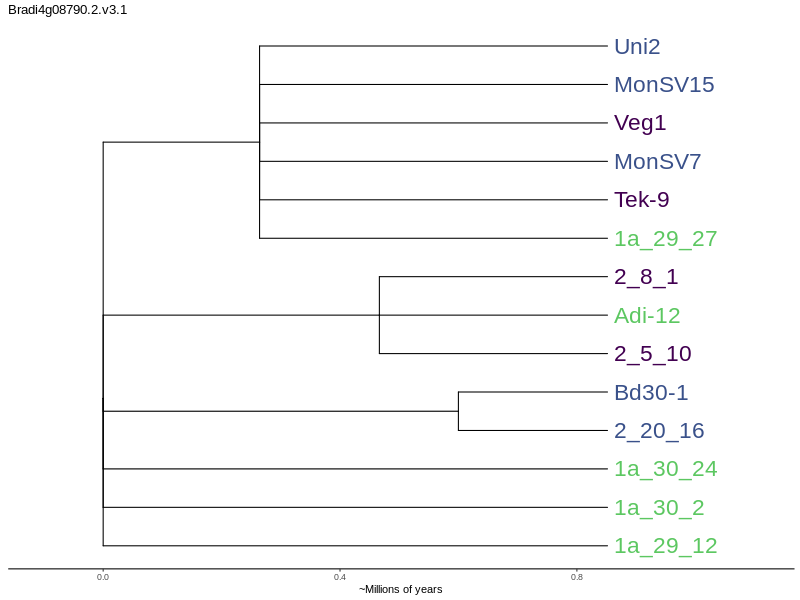 Bradi4g08790.2.v3.1
Uni2
MonSV15
Veg1
MonSV7
Tek-9
1a_29_27
2_8_1
Adi-12
2_5_10
Bd30-1
2_20_16
1a_30_24
1a_30_2
1a_29_12
0.0 0.4 0.8
~Millions of years